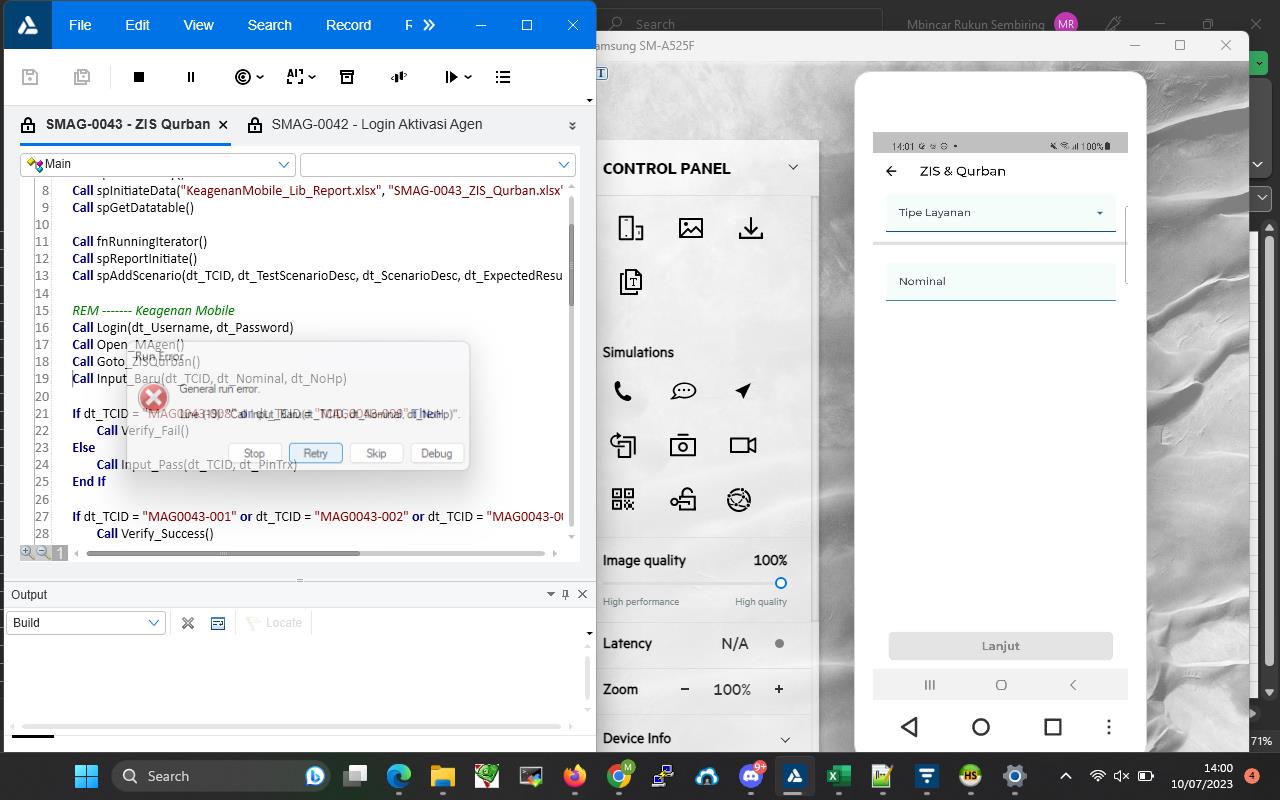 File Edit View Search Record F
Search
Mbincar Rukun Sembiring MR
amsung SM-A525F
T
AI
SMAG-0043 - ZIS Qurban
SMAG-0042 - Login Aktivasi Agen
Main
8 Call spInitiateData("KeagenanMobile_Lib_Report.xlsx", "SMAG-0043_ZIS_Qurban.xlsx"
9 Call spGetDatatable()
10
11 Call fnRunningIterator()
12 Call spReportInitiate()
13 Call spAddScenario(dt_TCID, dt_TestScenarioDesc, dt_ScenarioDesc, dt_ExpectedResu
14
15 REM ------- Keagenan Mobile
16 Call Login(dt_Username, dt_Password)
17 Call Open_MAgen()
18 Call Goto_ZISQurban()
19 Call Input_Baru(dt_TCID, dt_Nominal, dt_NoHp)
20
21 If dt_TCID = "MAG0043-008" or dt_TCID = "MAG0043-009" Then
22 Call Verify_Fail()
23 Else
24 Call Input_Pass(dt_TCID, dt_PinTrx)
25 End If
26
27 If dt_TCID = "MAG0043-001" or dt_TCID = "MAG0043-002" or dt_TCID = "MAG0043-00
28 Call Verify_Success()
1
Run Error
General run error.
Line (19): "Call Input_Baru(dt_TCID, dt_Nominal, dt_NoHp)".
Stop Retry Skip Debug
Output
Build
Locate
CONTROL PANEL
T
Simulations
Image quality 100%
High performance High quality
Latency N/A
Zoom - 100% +
Device Info
14:01 100%
ZIS & Qurban
Tipe Layanan
Nominal
Lanjut
71%
Search
M
9+
HS
14:00
10/07/2023
4